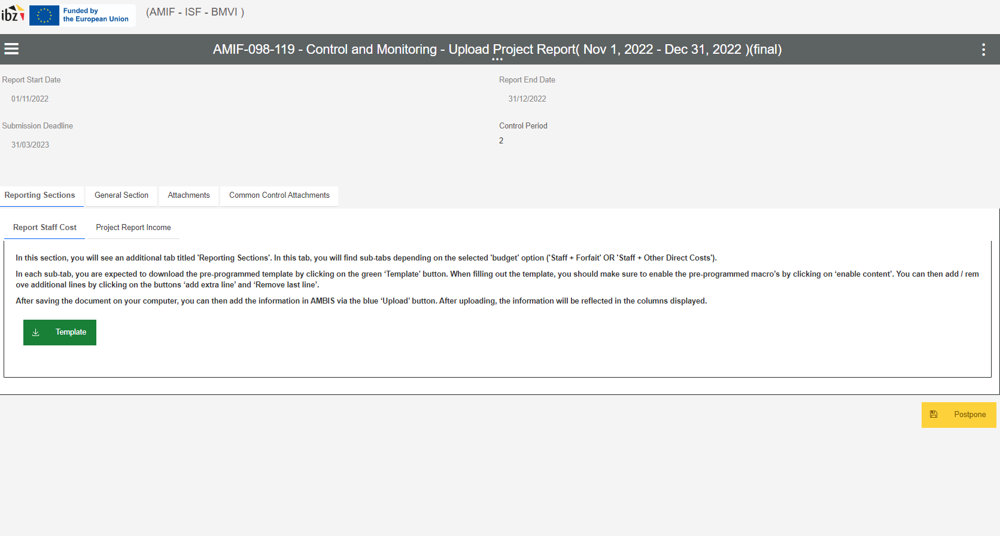 ibz
Funded by
the European Union
(AMIF - ISF - BMVI )
AMIF-098-119 - Control and Monitoring - Upload Project Report( Nov 1, 2022 - Dec 31, 2022 )(final)
Report Start Date
Report End Date
01/11/2022
31/12/2022
Submission Deadline
Control Period
31/03/2023
2
Reporting Sections
General Section
Attachments
Common Control Attachments
Report Staff Cost
Project Report Income
In this section, you will see an additional tab titled 'Reporting Sections'. In this tab, you will find sub-tabs depending on the selected 'budget' option ('Staff + Forfait' OR 'Staff + Other Direct Costs').
In each sub-tab, you are expected to download the pre-programmed template by clicking on the green ‘Template’ button. When filling out the template, you should make sure to enable the pre-programmed macro’s by clicking on ‘enable content’. You can then add / rem
ove additional lines by clicking on the buttons ‘add extra line’ and ‘Remove last line’.
After saving the document on your computer, you can then add the information in AMBIS via the blue ‘Upload’ button. After uploading, the information will be reflected in the columns displayed.
Template
Postpone